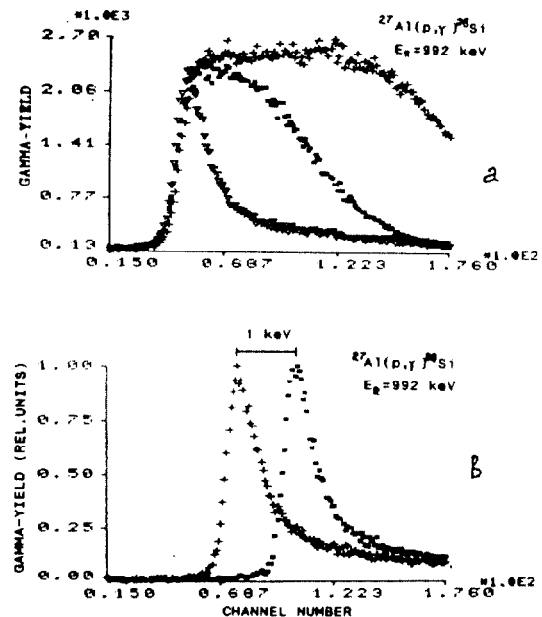 *1.0E3
²⁷Al(p,γ)²⁸Si
E_R=992 keV
2.70
2.06
1.41
0.77
0.13
GAMMA-YIELD
a
*1.0E2
0.150 0.687 1.223 1.760
1 keV
²⁷Al(p,γ)²⁸Si
E_R=992 keV
1.00
0.75
0.50
0.25
0.00
GAMMA-YIELD (REL.UNITS)
B
*1.0E2
0.150 0.687 1.223 1.760
CHANNEL NUMBER